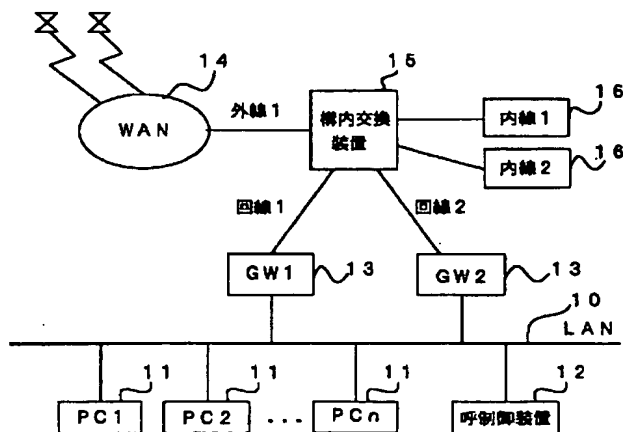 14
15
16
WAN
外線1
構内交換
装置
内線1
16
内線2
回線1
回線2
GW1
13
GW2
13
10
LAN
11
11
11
12
PC1
PC2
...
PCn
呼制御装置